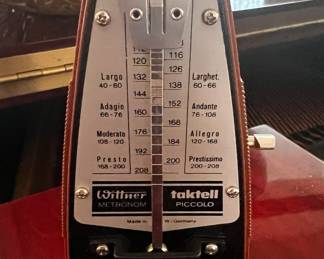 112 116
120 126
Largo 132 Larghet.
40-60 138 60-66
144
Adagio 152 Andante
66-76 160 76-108
168
Moderato 176 Allegro
108-120 184 120-168
192
Presto 200 Prestissimo
168-200 208 200-208
Wittner taktell
METRONOM PICCOLO
Made in W.-Germany